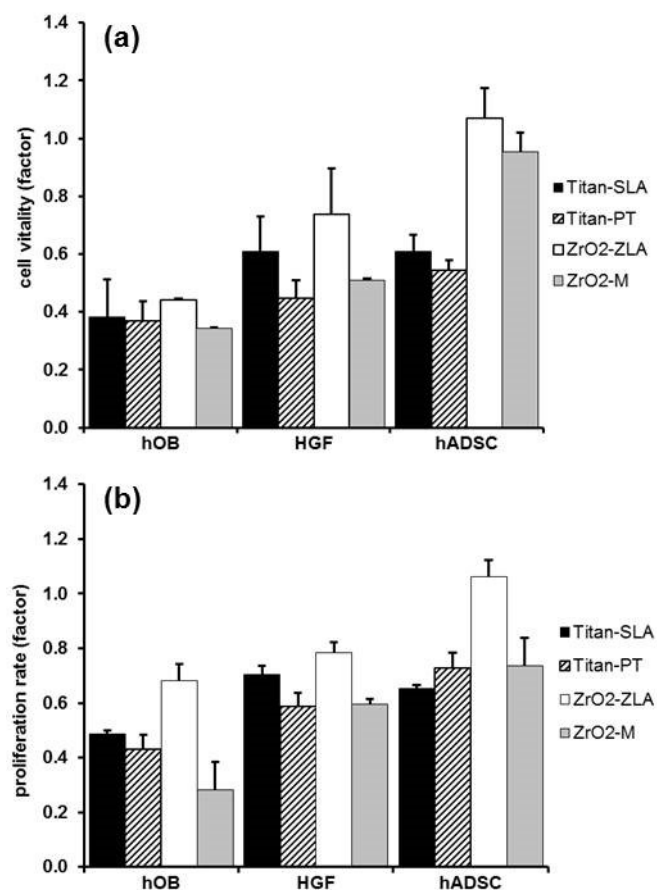 (a)
cell vitality (factor)
1.4
1.2
1.0
0.8
0.6
0.4
0.2
0.0
hOB HGF hADSC
Titan-SLA
Titan-PT
ZrO2-ZLA
ZrO2-M
(b)
proliferation rate (factor)
1.4
1.2
1.0
0.8
0.6
0.4
0.2
0.0
hOB HGF hADSC
Titan-SLA
Titan-PT
ZrO2-ZLA
ZrO2-M